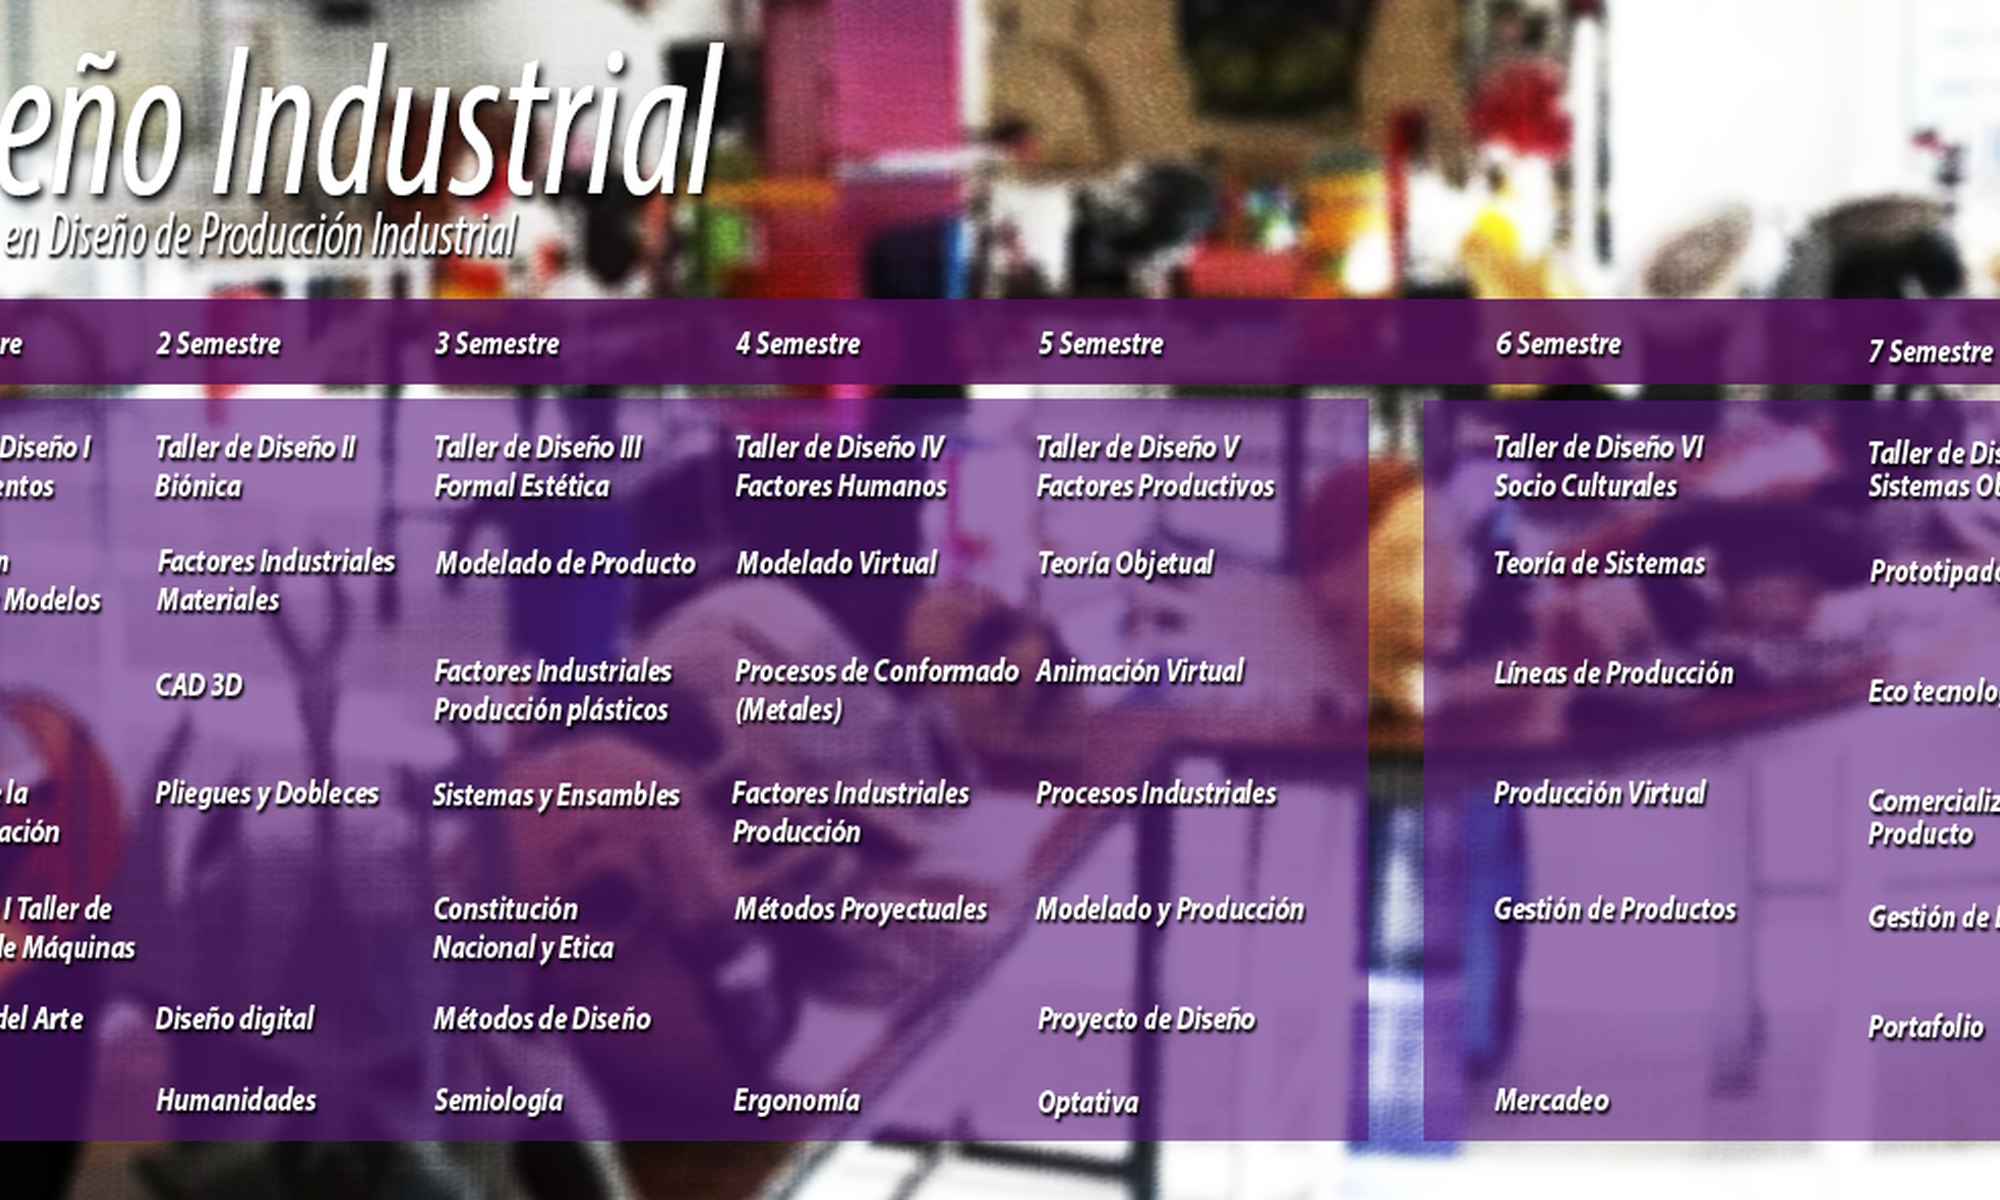 eño Industrial
en Diseño de Producción Industrial
re
2 Semestre
3 Semestre
4 Semestre
5 Semestre
6 Semestre
7 Semestre
Diseño I
entos
n
Modelos
e la
ación
I Taller de
de Máquinas
del Arte
Taller de Diseño II
Biónica
Factores Industriales
Materiales
CAD 3D
Pliegues y Dobleces
Diseño digital
Humanidades
Taller de Diseño III
Formal Estética
Modelado de Producto
Factores Industriales
Producción plásticos
Sistemas y Ensambles
Constitución
Nacional y Etica
Métodos de Diseño
Semiología
Taller de Diseño IV
Factores Humanos
Modelado Virtual
Procesos de Conformado
(Metales)
Factores Industriales
Producción
Métodos Proyectuales
Ergonomía
Taller de Diseño V
Factores Productivos
Teoría Objetual
Animación Virtual
Procesos Industriales
Modelado y Producción
Proyecto de Diseño
Optativa
Taller de Diseño VI
Socio Culturales
Teoría de Sistemas
Líneas de Producción
Producción Virtual
Gestión de Productos
Mercadeo
Taller de Dis
Sistemas Ob
Prototipado
Eco tecnolog
Comercializ
Producto
Gestión de
Portafolio